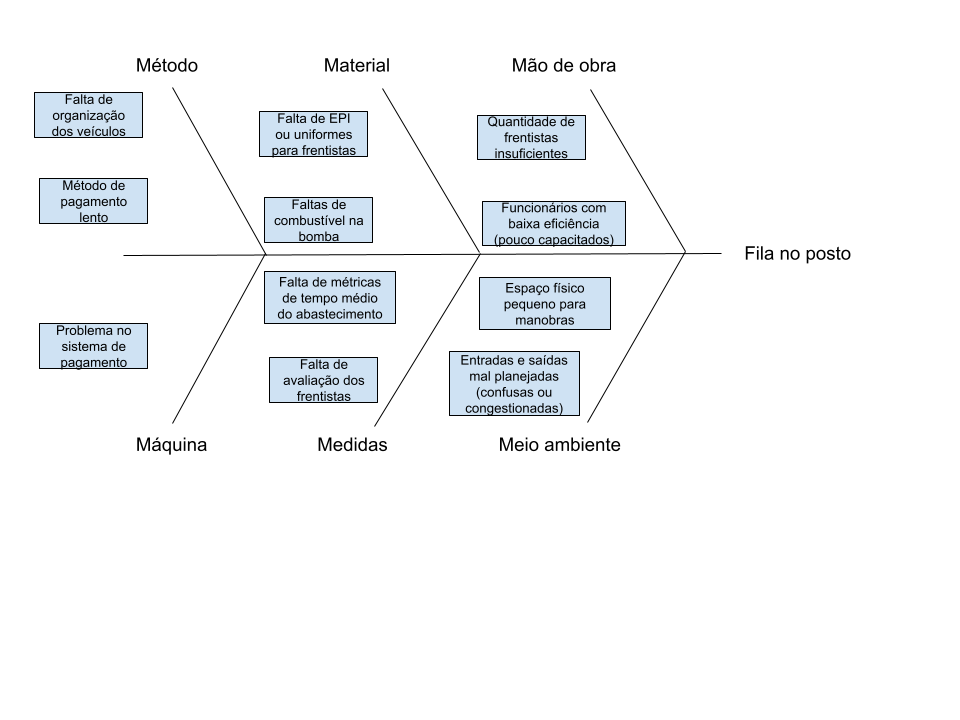 Método
Material
Mão de obra
Falta de
organização
dos veículos
Falta de EPI
ou uniformes
para frentistas
Quantidade de
frentistas
insuficientes
Método de
pagamento
lento
Faltas de
combustível na
bomba
Funcionários com
baixa eficiência
(pouco capacitados)
Fila no posto
Falta de métricas
de tempo médio
do abastecimento
Espaço físico
pequeno para
manobras
Problema no
sistema de
pagamento
Falta de
avaliação dos
frentistas
Entradas e saídas
mal planejadas
(confusas ou
congestionadas)
Máquina
Medidas
Meio ambiente